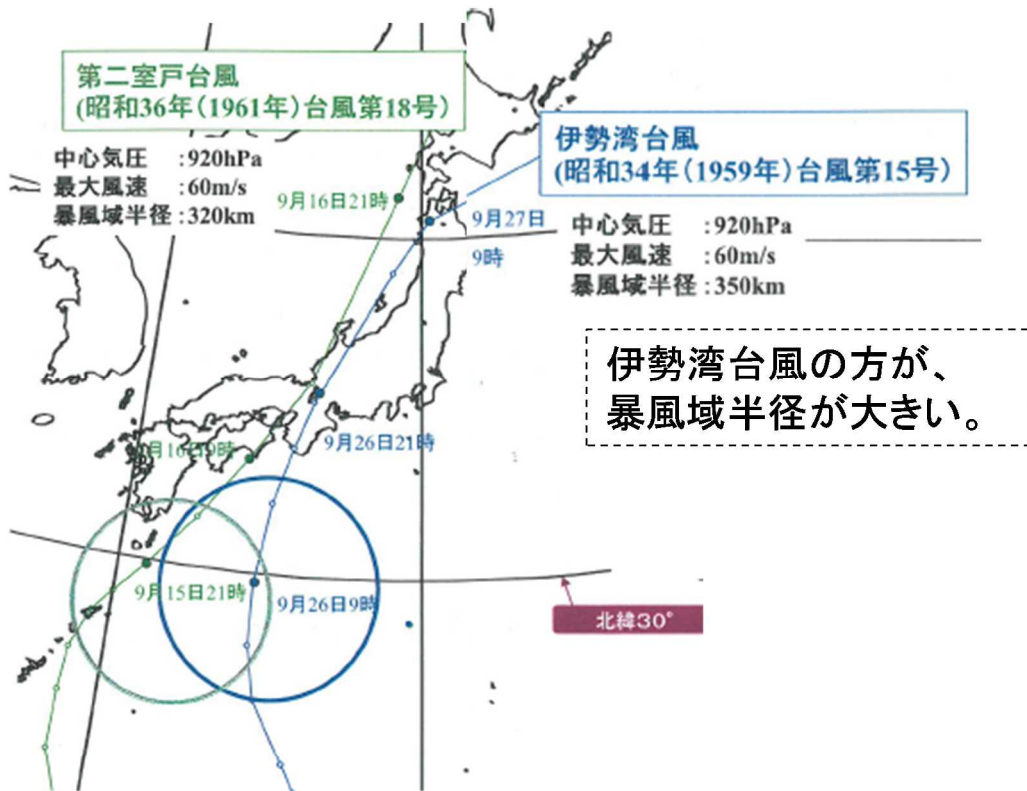 第二室戸台風
(昭和36年(1961年)台風第18号)
中心気圧 :920hPa
最大風速 :60m/s
暴風域半径:320km
伊勢湾台風
(昭和34年(1959年)台風第15号)
9月16日21時
9月27日
9時
中心気圧 :920hPa
最大風速 :60m/s
暴風域半径:350km
伊勢湾台風の方が、
暴風域半径が大きい。
9月26日21時
月16日9時
9月15日21時
9月26日9時
北緯30°